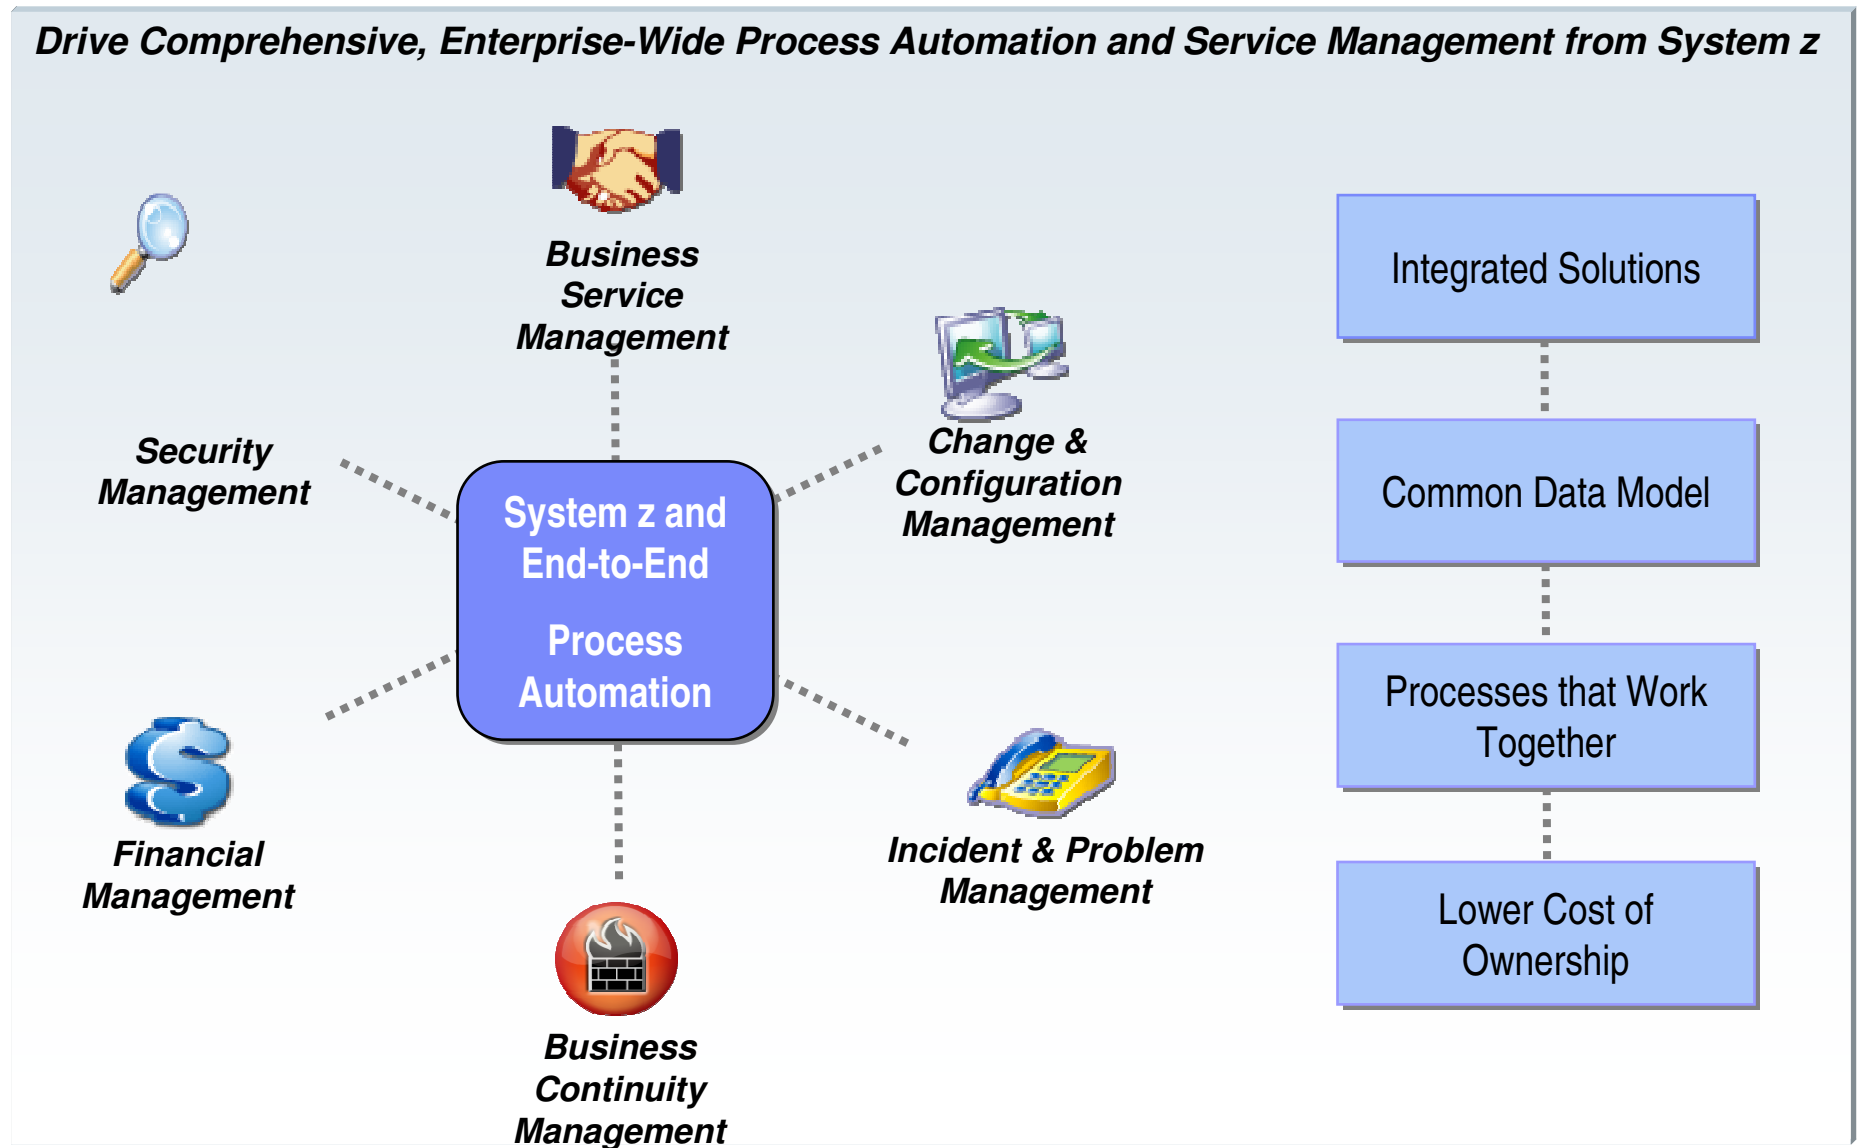 Drive Comprehensive, Enterprise-Wide Process Automation and Service Management from System z
Business
Service
Management
Security
Management
Change &
Configuration
Management
System z and
End-to-End
Process
Automation
Financial
Management
Incident & Problem
Management
Business
Continuity
Management
Integrated Solutions
Common Data Model
Processes that Work
Together
Lower Cost of
Ownership